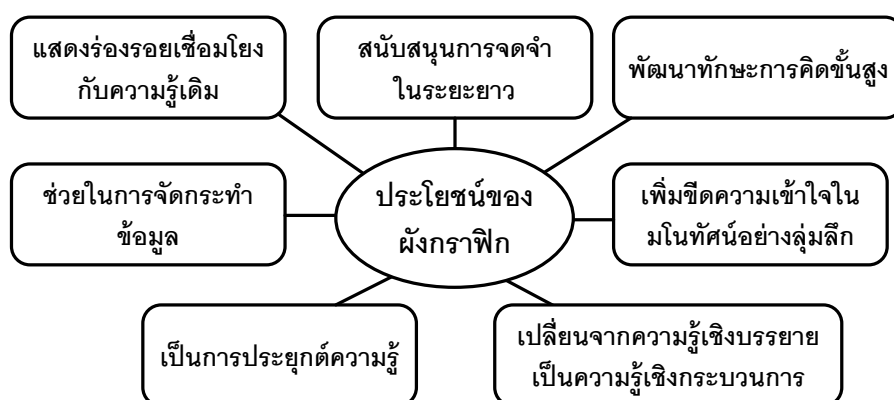 แสดงร่องรอยเชื่อมโยง
กับความรู้เดิม
สนับสนุนการจดจำ
ในระยะยาว
พัฒนาทักษะการคิดขั้นสูง
ช่วยในการจัดกระทำ
ข้อมูล
ประโยชน์ของ
ผังกราฟิก
เพิ่มขีดความเข้าใจใน
มโนทัศน์อย่างลุ่มลึก
เป็นการประยุกต์ความรู้
เปลี่ยนจากความรู้เชิงบรรยาย
เป็นความรู้เชิงกระบวนการ